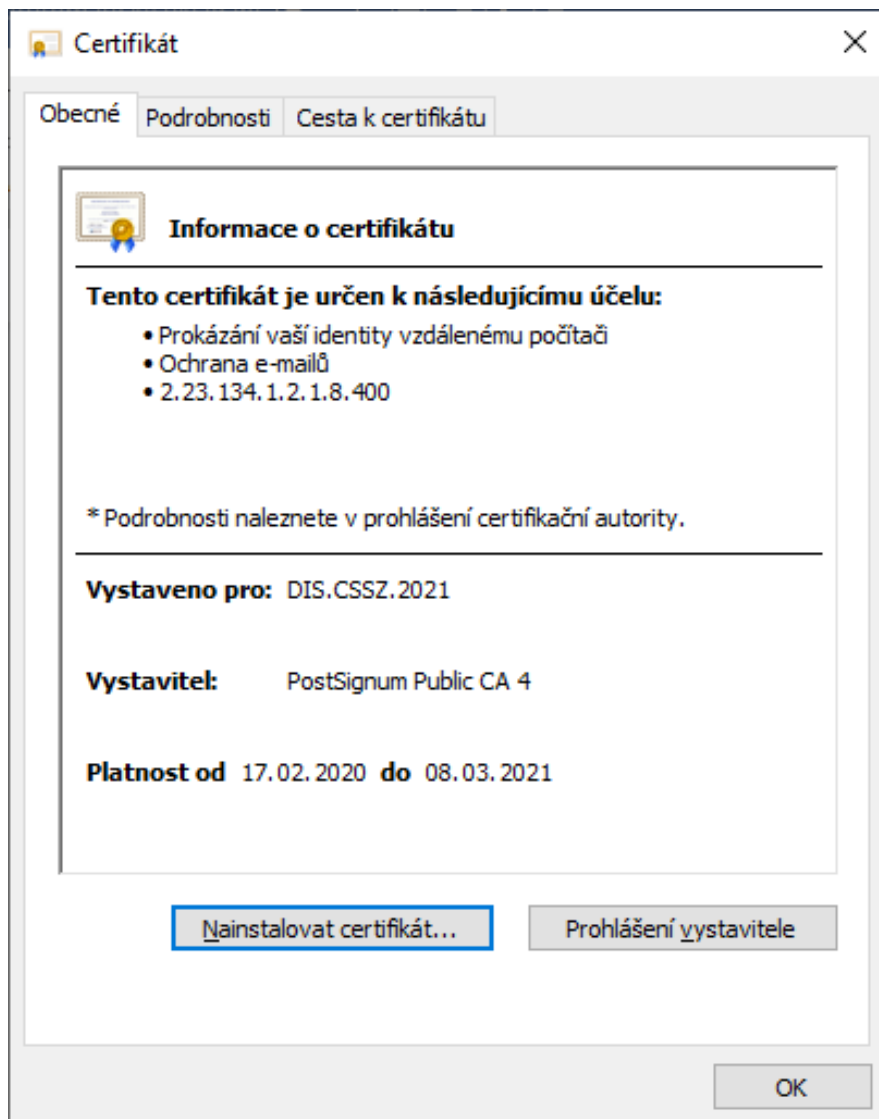 Certifikát
Obecné Podrobnosti Cesta k certifikátu
Informace o certifikátu
Tento certifikát je určen k následujícímu účelu:
• Prokázání vaší identity vzdálenému počítači
• Ochrana e-mailů
• 2.23.134.1.2.1.8.400
* Podrobnosti naleznete v prohlášení certifikační autority.
Vystaveno pro: DIS.CSSZ.2021
Vystavitel: PostSignum Public CA 4
Platnost od 17.02.2020 do 08.03.2021
Nainstalovat certifikát... Prohlášení vystavitele
OK